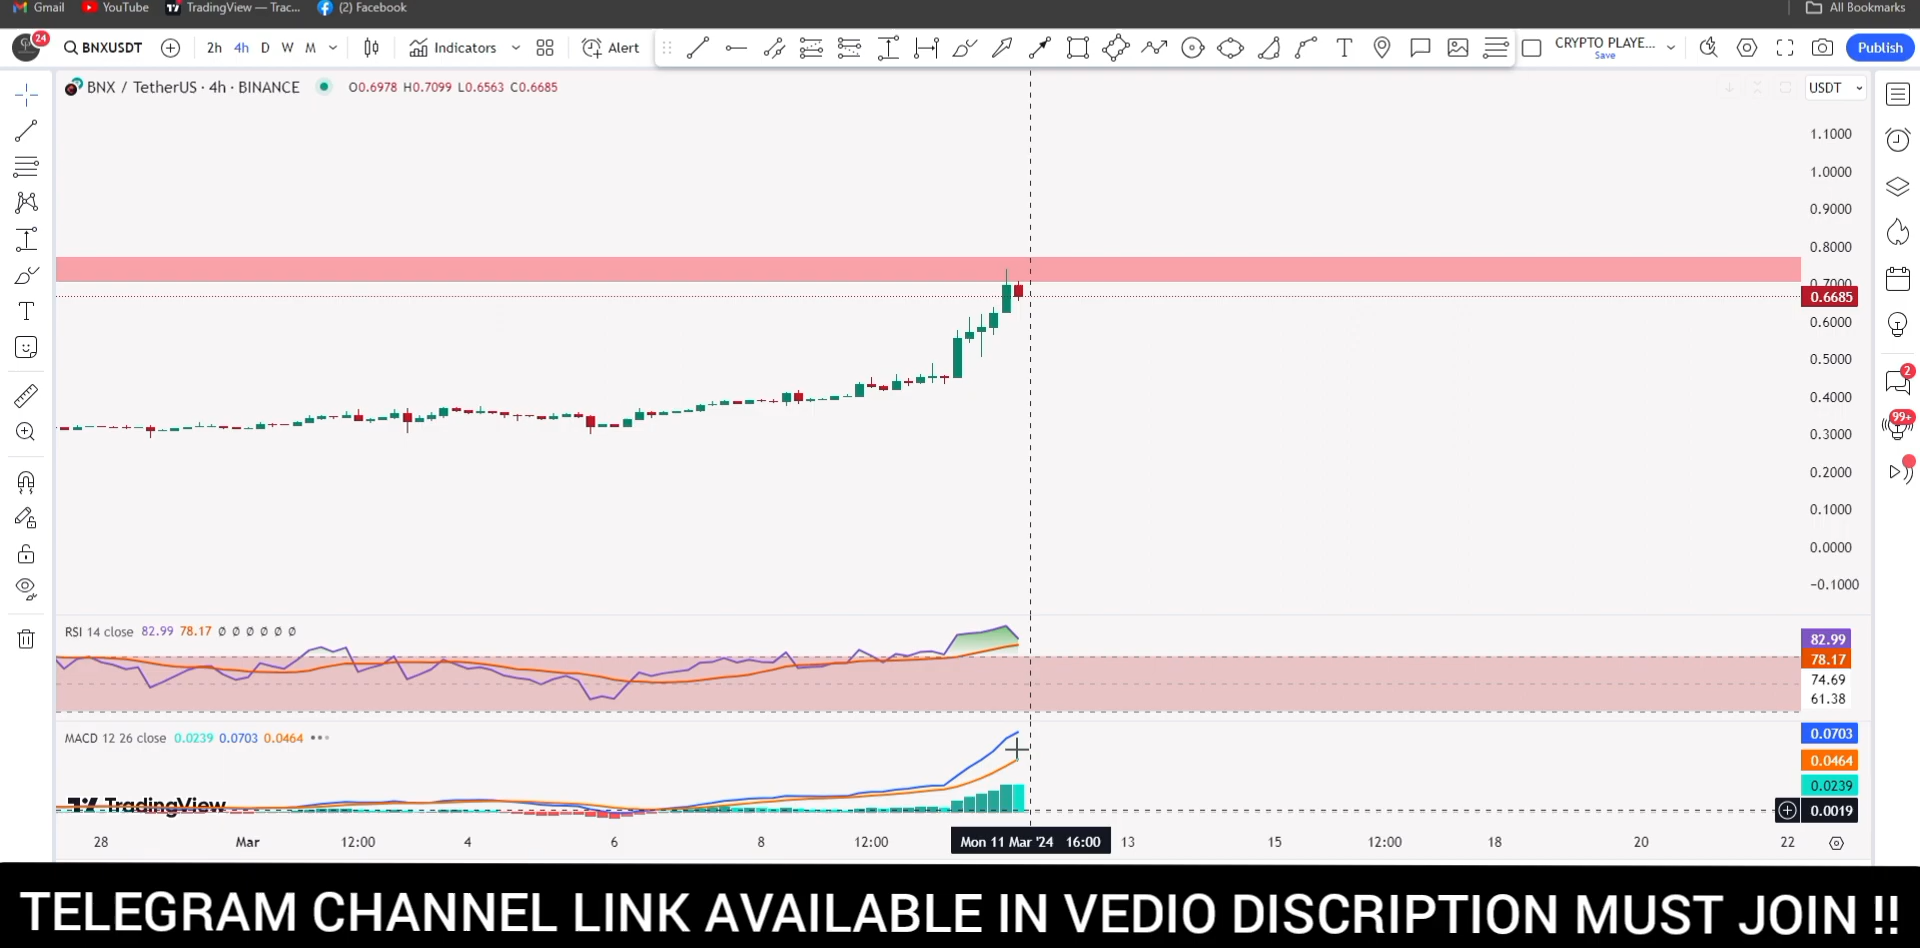 Gmail YouTube TradingView — Trac... (2) Facebook All Bookmarks
24 BNXUSDT 2h 4h D W M Indicators Alert CRYPTO PLAYE... Save Publish
BNX / TetherUS · 4h · BINANCE O0.6978 H0.7099 L0.6563 C0.6685 USDT
1.1000
1.0000
0.9000
0.8000
0.7000
0.6685
0.6000
0.5000
2
0.4000
99+
0.3000
0.2000
0.1000
0.0000
−0.1000
RSI 14 close 82.99 78.17 Ø Ø Ø Ø Ø Ø 82.99
78.17
74.69
61.38
MACD 12 26 close 0.0239 0.0703 0.0464 0.0703
0.0464
0.0239
TradingView 0.0019
28 Mar 12:00 4 6 8 12:00 Mon 11 Mar '24 16:00 13 15 12:00 18 20 22
TELEGRAM CHANNEL LINK AVAILABLE IN VEDIO DISCRIPTION MUST JOIN !!